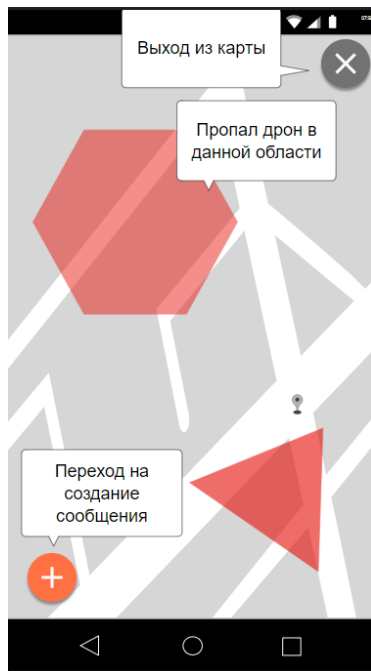 Выход из карты
Пропал дрон в
данной области
Переход на
создание
сообщения